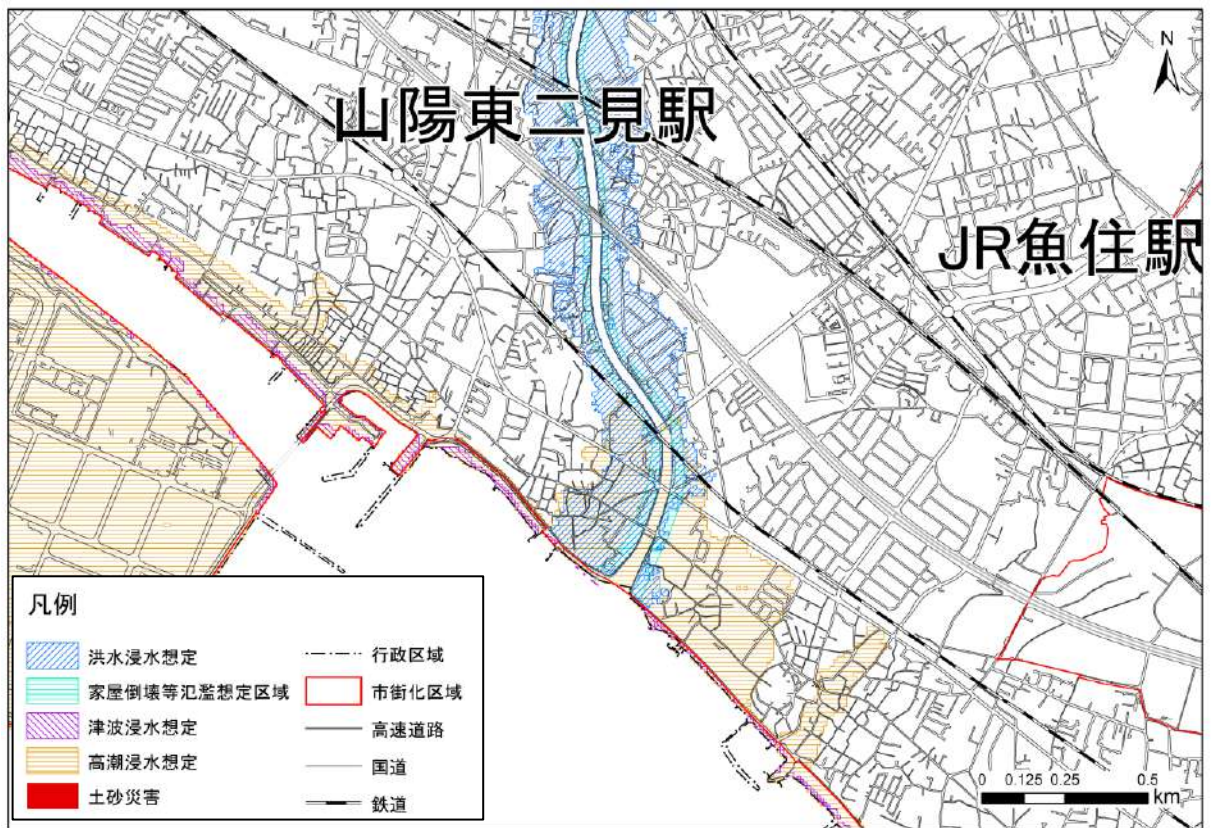 山陽東二見駅
N
JR魚住駅
凡例
洪水浸水想定
家屋倒壊等氾濫想定区域
津波浸水想定
高潮浸水想定
土砂災害
行政区域
市街化区域
高速道路
国道
鉄道
0 0.125 0.25 0.5
km